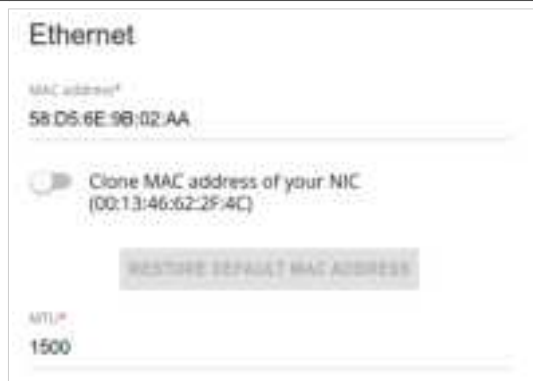 Ethernet
MAC address*
58:D5:6E:9B:02:AA
Clone MAC address of your NIC
(00:13:46:62:2F:4C)
RESTORE DEFAULT MAC ADDRESS
MTU*
1500